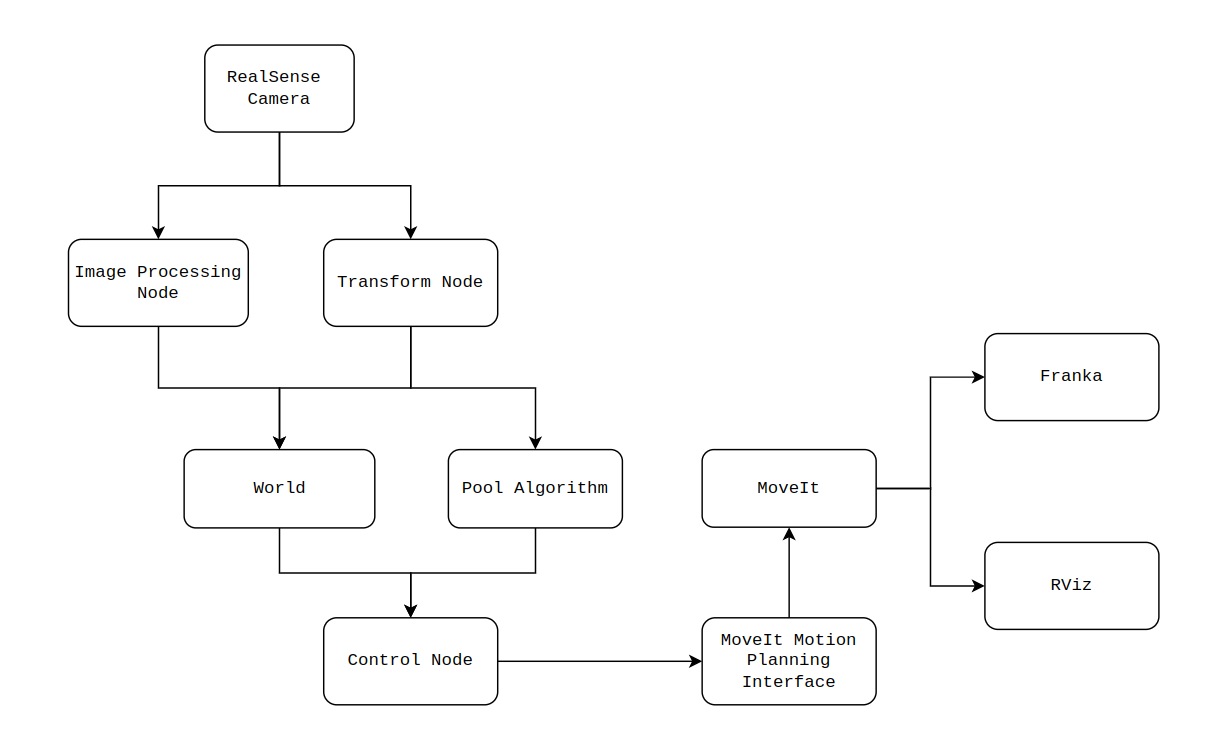 RealSense
Camera
Image Processing
Node
Transform Node
Franka
World
Pool Algorithm
MoveIt
RViz
Control Node
MoveIt Motion
Planning
Interface